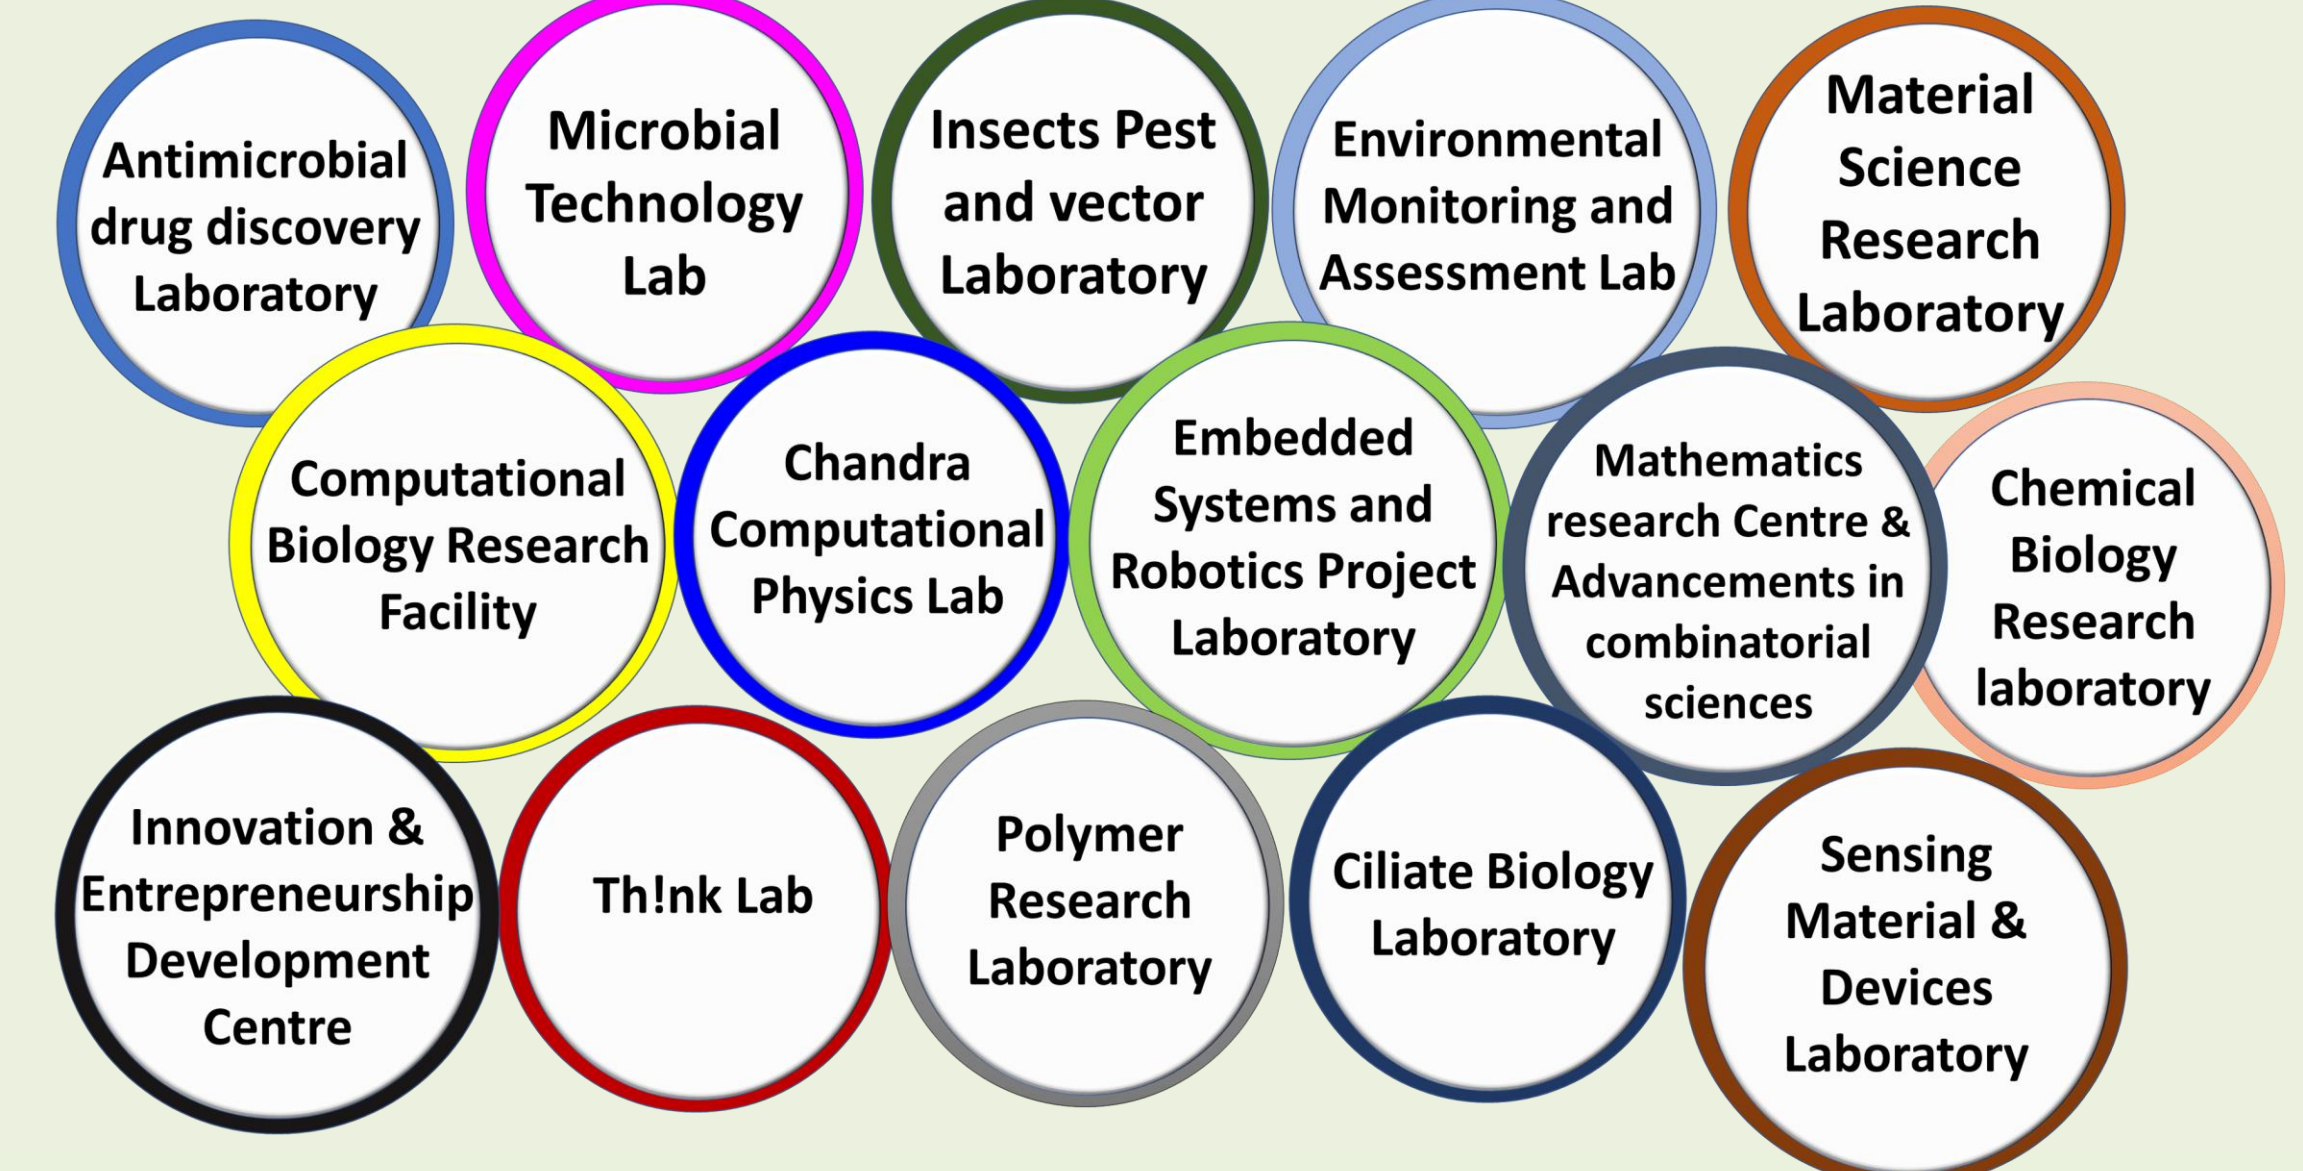 Antimicrobial
drug discovery
Laboratory
Microbial
Technology
Lab
Insects Pest
and vector
Laboratory
Environmental
Monitoring and
Assessment Lab
Material
Science
Research
Laboratory
Computational
Biology Research
Facility
Chandra
Computational
Physics Lab
Embedded
Systems and
Robotics Project
Laboratory
Mathematics
research Centre &
Advancements in
combinatorial
sciences
Chemical
Biology
Research
laboratory
Innovation &
Entrepreneurship
Development
Centre
Th!nk Lab
Polymer
Research
Laboratory
Ciliate Biology
Laboratory
Sensing
Material &
Devices
Laboratory